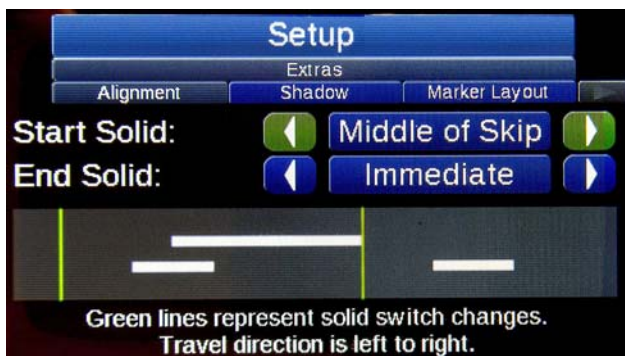 Setup
Extras
Alignment Shadow Marker Layout
Start Solid: Middle of Skip
End Solid: Immediate
Green lines represent solid switch changes.
Travel direction is left to right.